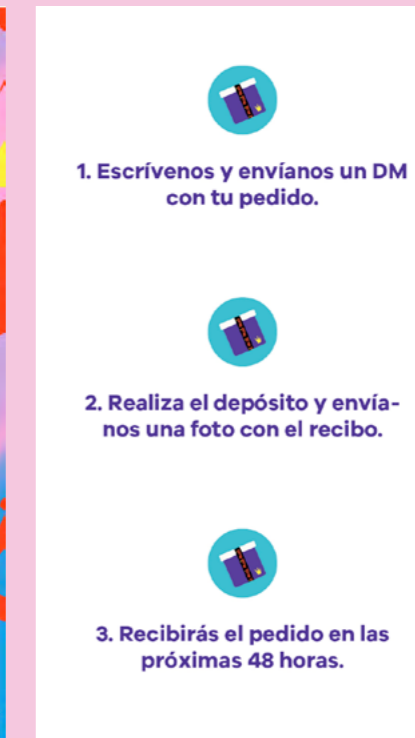 1. Escrívenos y envíanos un DM
con tu pedido.
2. Realiza el depósito y envía-
nos una foto con el recibo.
3. Recibirás el pedido en las
próximas 48 horas.